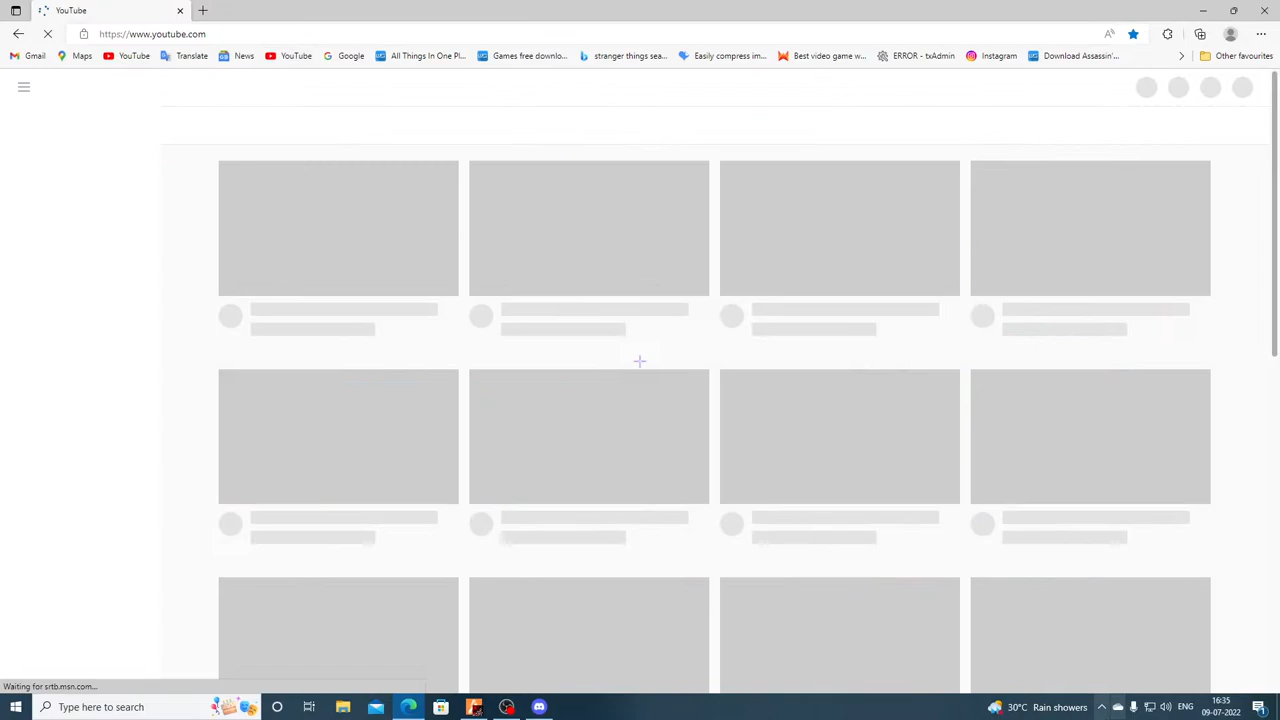 YouTube
https://www.youtube.com
Gmail Maps YouTube Translate News YouTube Google All Things In One Pl... Games free downlo... stranger things sea... Easily compress im... Best video game w... ERROR - txAdmin Instagram Download Assassin'... Other favourites
Waiting for srtb.msn.com...
Type here to search
30°C Rain showers
ENG
16:35
09-07-2022